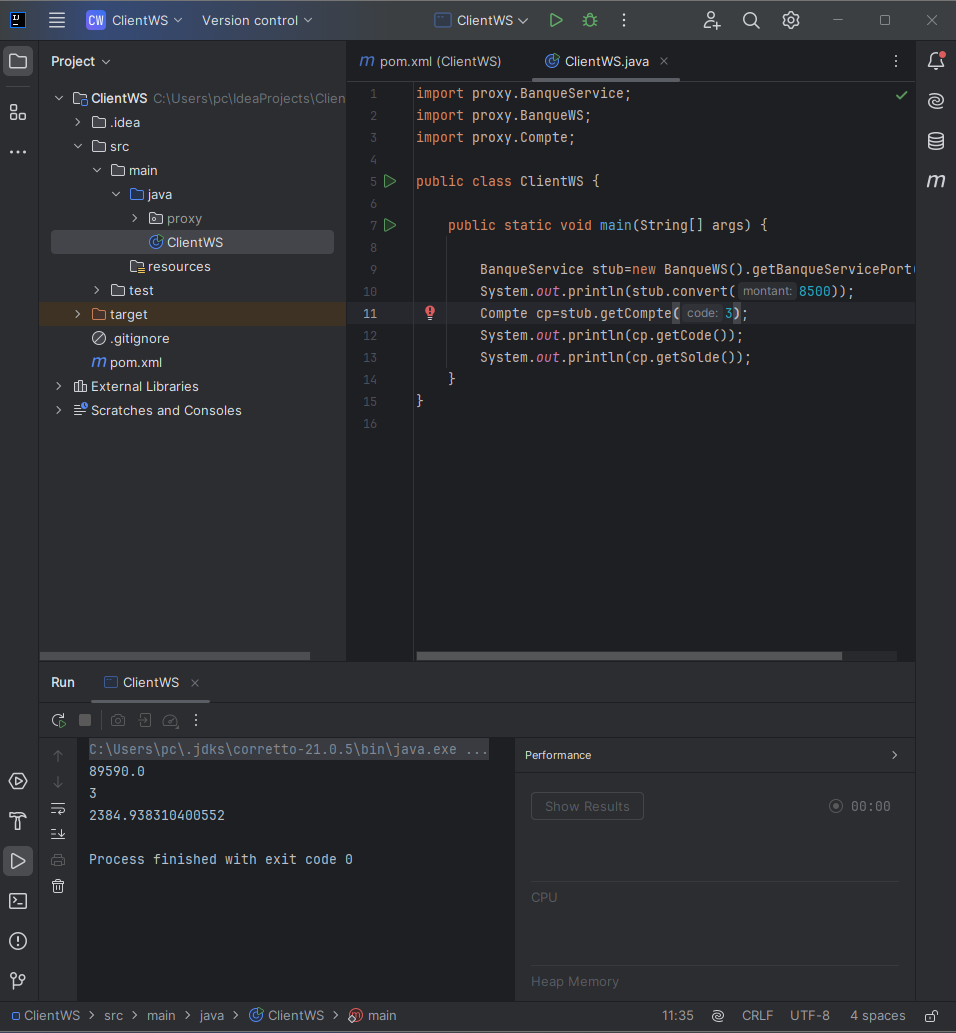 CW ClientWS Version control ClientWS
Project
ClientWS C:\Users\pc\IdeaProjects\Clien
.idea
src
main
java
proxy
ClientWS
resources
test
target
.gitignore
m pom.xml
External Libraries
Scratches and Consoles
m pom.xml (ClientWS) ClientWS.java
1 import proxy.BanqueService;
2 import proxy.BanqueWS;
3 import proxy.Compte;
4
5 public class ClientWS {
6
7 public static void main(String[] args) {
8
9 BanqueService stub=new BanqueWS().getBanqueServicePort(
10 System.out.println(stub.convert( montant: 8500));
11 Compte cp=stub.getCompte( code: 3);
12 System.out.println(cp.getCode());
13 System.out.println(cp.getSolde());
14 }
15 }
16
m
Run ClientWS
C:\Users\pc\.jdks\corretto-21.0.5\bin\java.exe ...
89590.0
3
2384.938310400552
Process finished with exit code 0
Performance
Show Results 00:00
CPU
Heap Memory
ClientWS > src > main > java > ClientWS > m main 11:35 CRLF UTF-8 4 spaces